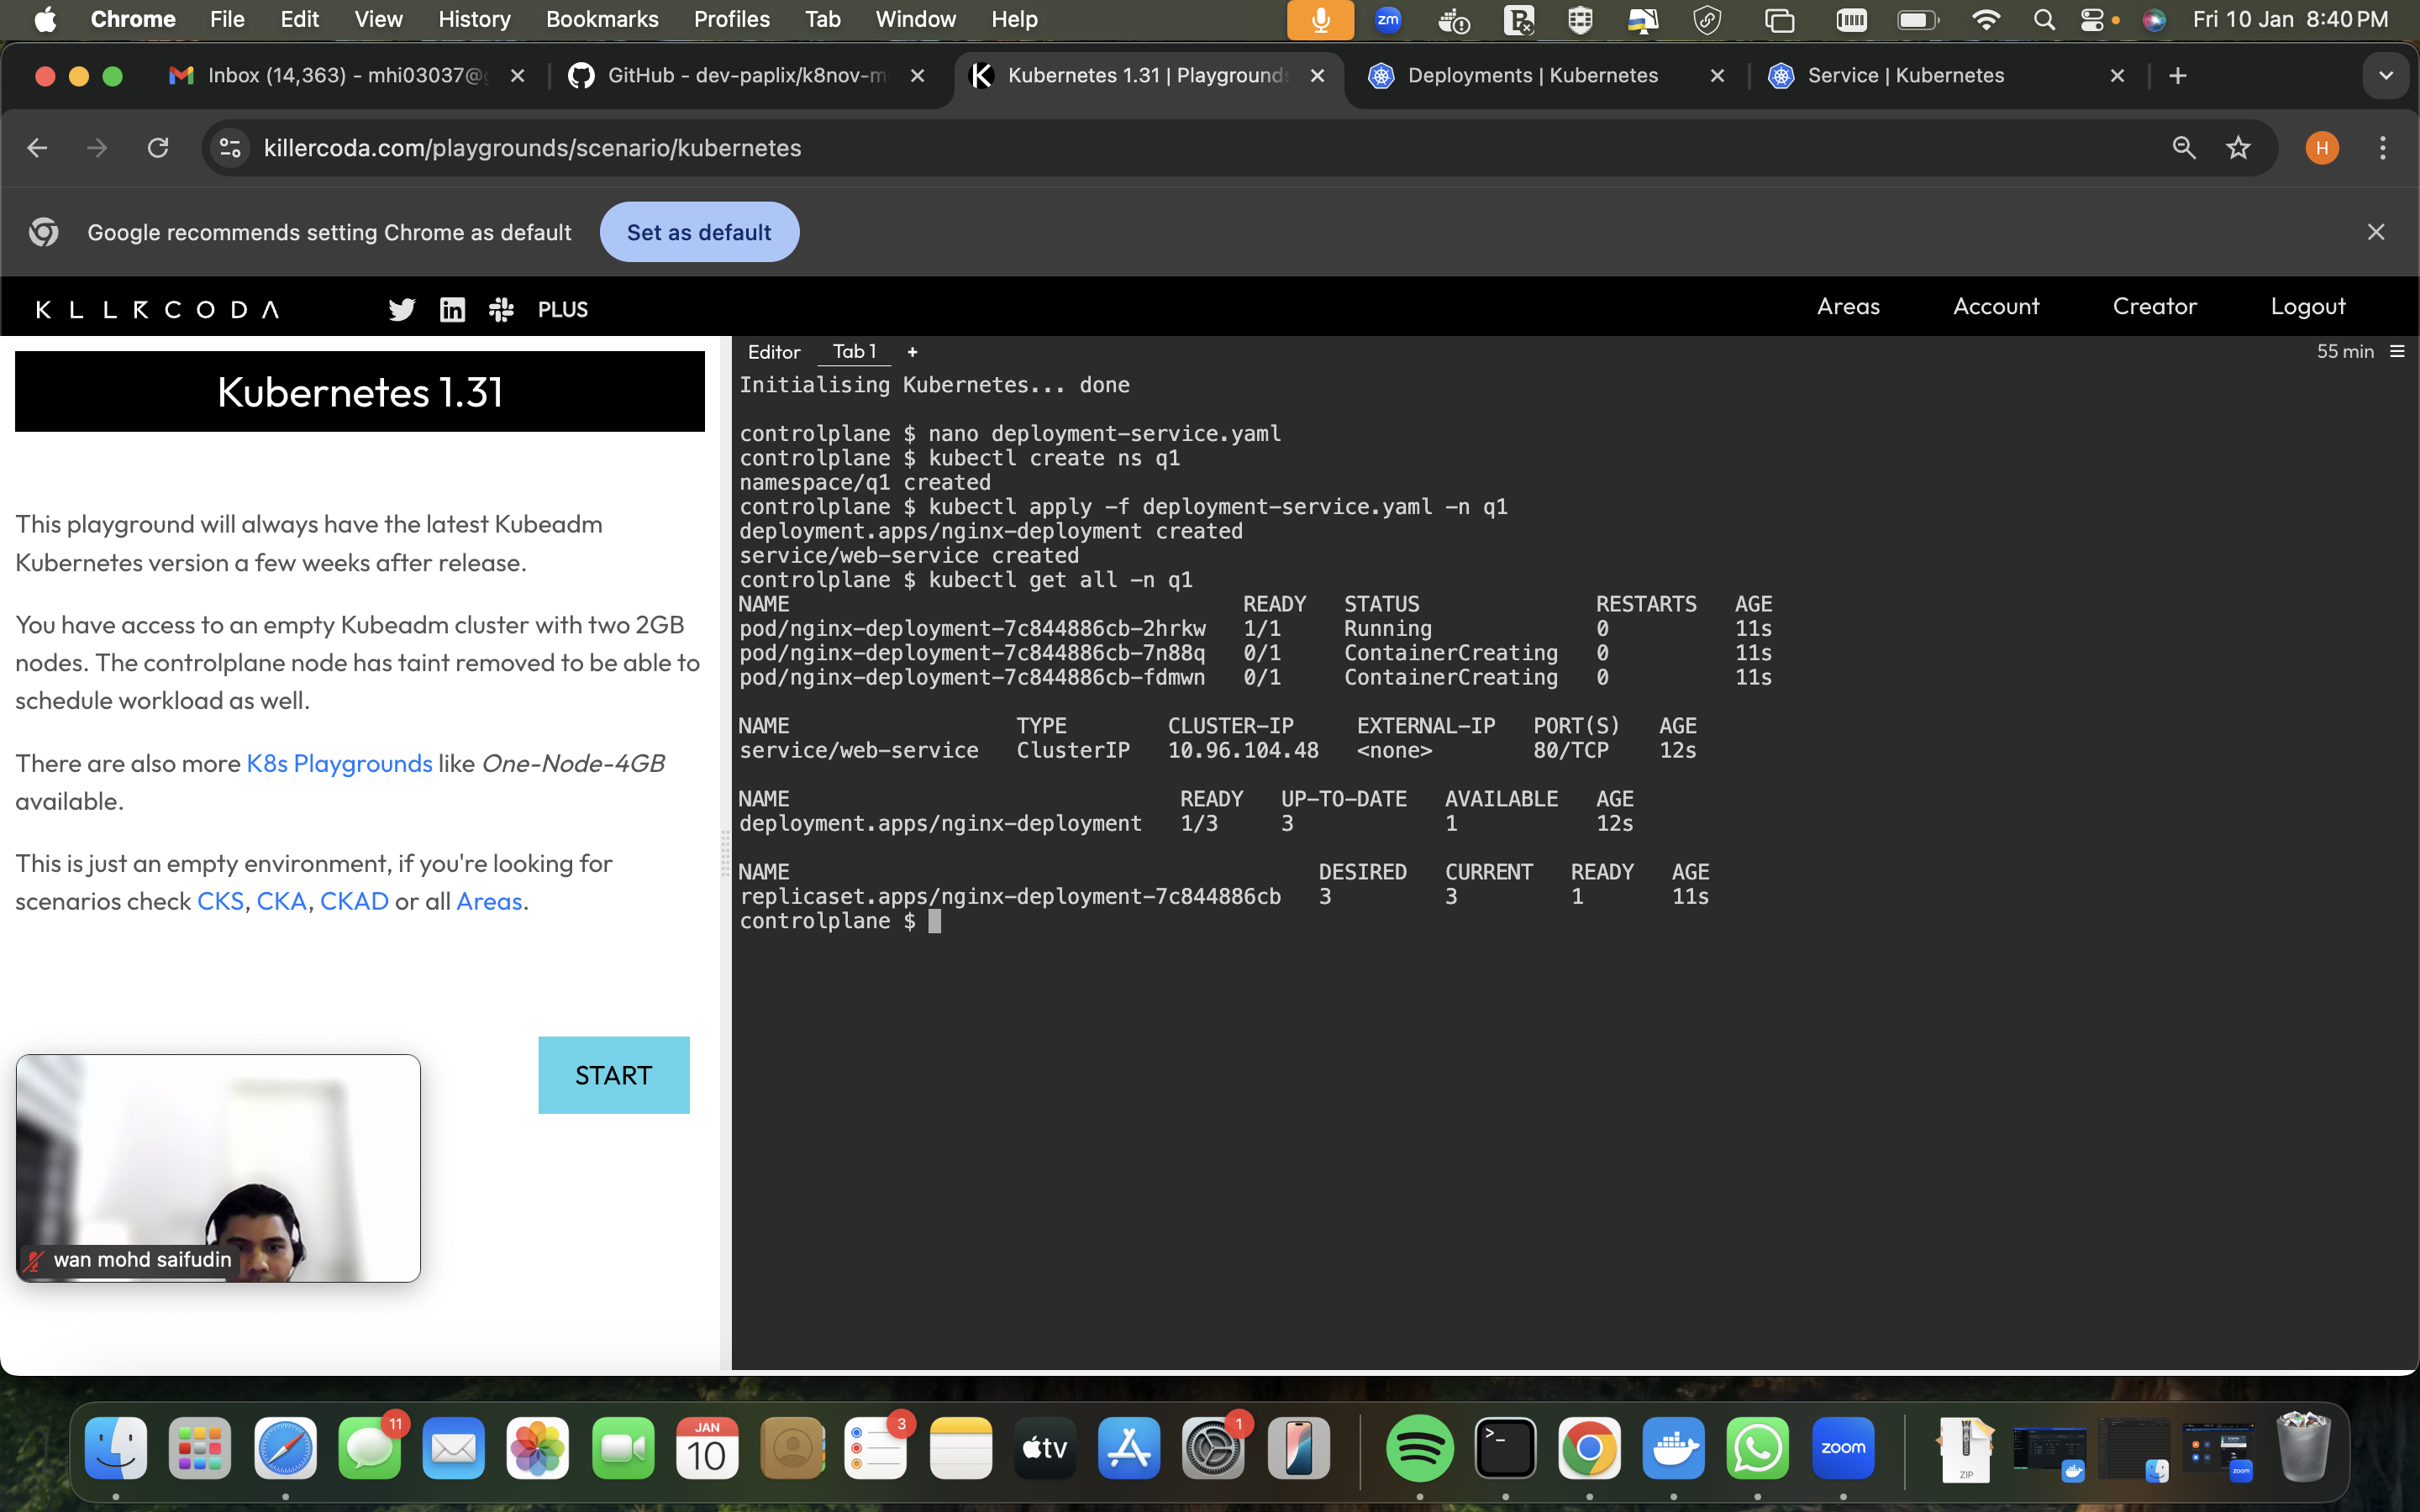 Chrome File Edit View History Bookmarks Profiles Tab Window Help zm Fri 10 Jan 8:40 PM
Inbox (14,363) - mhi03037@ GitHub - dev-paplix/k8nov-m Kubernetes 1.31 | Playgrounds Deployments | Kubernetes Service | Kubernetes
killercoda.com/playgrounds/scenario/kubernetes H
Google recommends setting Chrome as default Set as default
KLLRCODA PLUS Areas Account Creator Logout
Kubernetes 1.31
This playground will always have the latest Kubeadm
Kubernetes version a few weeks after release.
You have access to an empty Kubeadm cluster with two 2GB
nodes. The controlplane node has taint removed to be able to
schedule workload as well.
There are also more K8s Playgrounds like One-Node-4GB
available.
This is just an empty environment, if you're looking for
scenarios check CKS, CKA, CKAD or all Areas.
START
wan mohd saifudin
Editor Tab 1 + 55 min
Initialising Kubernetes... done
controlplane $ nano deployment-service.yaml
controlplane $ kubectl create ns q1
namespace/q1 created
controlplane $ kubectl apply -f deployment-service.yaml -n q1
deployment.apps/nginx-deployment created
service/web-service created
controlplane $ kubectl get all -n q1
NAME READY STATUS RESTARTS AGE
pod/nginx-deployment-7c844886cb-2hrkw 1/1 Running 0 11s
pod/nginx-deployment-7c844886cb-7n88q 0/1 ContainerCreating 0 11s
pod/nginx-deployment-7c844886cb-fdmwn 0/1 ContainerCreating 0 11s
NAME TYPE CLUSTER-IP EXTERNAL-IP PORT(S) AGE
service/web-service ClusterIP 10.96.104.48 <none> 80/TCP 12s
NAME READY UP-TO-DATE AVAILABLE AGE
deployment.apps/nginx-deployment 1/3 3 1 12s
NAME DESIRED CURRENT READY AGE
replicaset.apps/nginx-deployment-7c844886cb 3 3 1 11s
controlplane $
11 JAN 10 3 tv 1 >_ zoom ZIP zoom